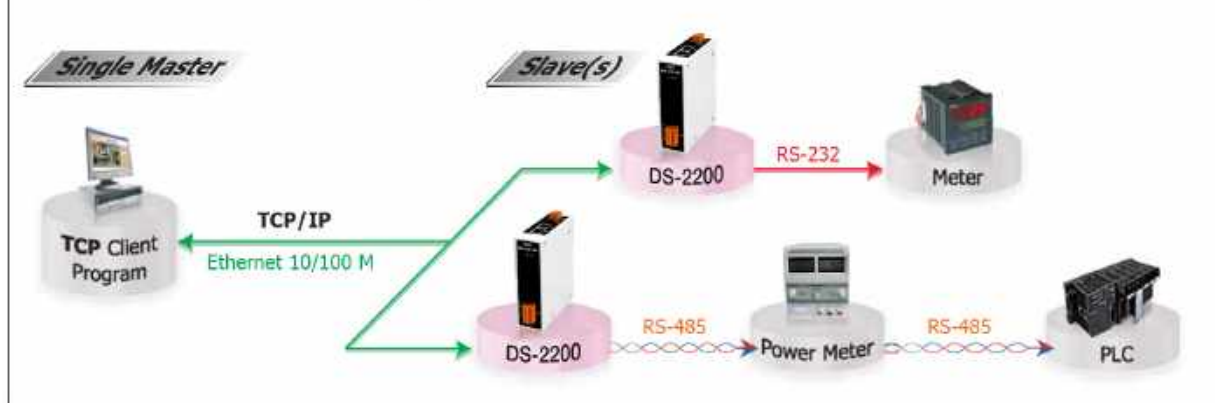 Single Master
Slave(s)
DS-2200
RS-232
Meter
TCP/IP
TCP Client
Program
Ethernet 10/100 M
DS-2200
RS-485
Power Meter
RS-485
PLC